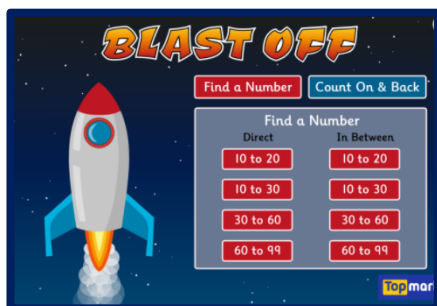 BLAST OFF
Find a Number Count On & Back
Find a Number
Direct In Between
10 to 20 10 to 20
10 to 30 10 to 30
30 to 60 30 to 60
60 to 99 60 to 99
Topmar